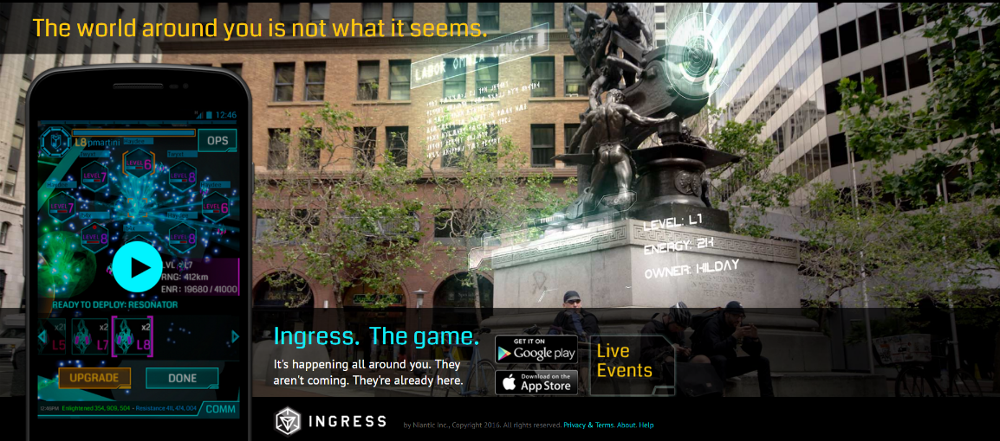 The world around you is not what it seems.
LABOR OMNIA VINCIT
12:46
L8 pmartini
OPS
LEVEL 6
LEVEL 7
LEVEL 8
LEVEL 7
LEVEL 6
LEVEL 8
LEVEL 8
LVL : L7
RNG: 412km
ENR: 19680 / 41000
READY TO DEPLOY: RESONATOR
x2
L5
x2
L7
x2
L8
UPGRADE
DONE
12:46PM Enlightened 354, 909, 504 - Resistance 40, 474, 004
COMM
LEVEL: L1
ENERGY: 2H
OWNER: HILDAY
Ingress. The game.
It's happening all around you. They
aren't coming. They're already here.
GET IT ON
Google play
Download on the
App Store
Live
Events
INGRESS
by Niantic Inc., Copyright 2016. All rights reserved. Privacy & Terms. About. Help